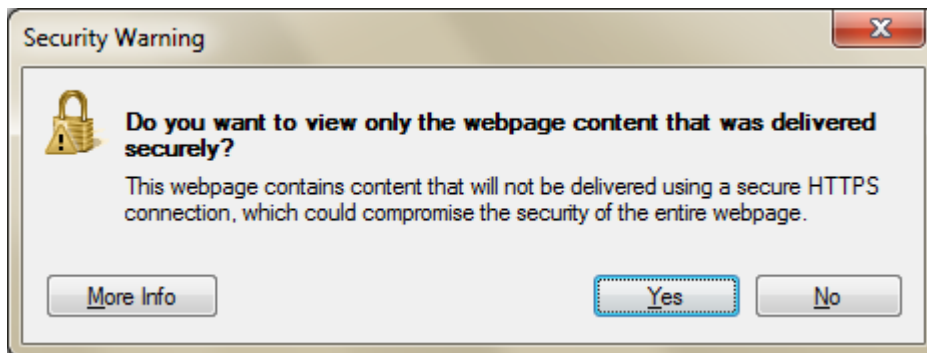 Security Warning
Do you want to view only the webpage content that was delivered
securely?
This webpage contains content that will not be delivered using a secure HTTPS
connection, which could compromise the security of the entire webpage.
More Info
Yes
No